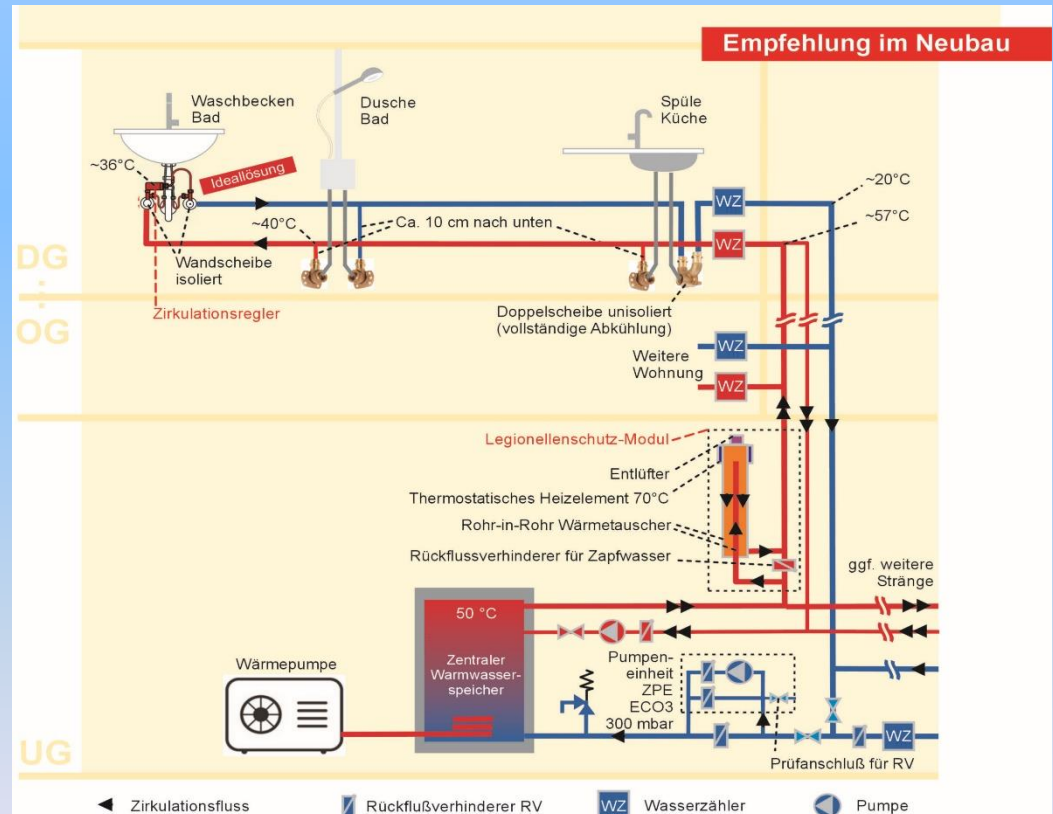 Empfehlung im Neubau
Waschbecken
Bad
Dusche
Bad
Spüle
Küche
~36°C
Ideallösung
WZ
~20°C
~57°C
~40°C
Ca. 10 cm nach unten
WZ
Wandscheibe
isoliert
Zirkulationsregler
Doppelscheibe unisoliert
(vollständige Abkühlung)
DG
:
OG
WZ
Weitere
Wohnung
WZ
Legionellenschutz-Modul
Entlüfter
Thermostatisches Heizelement 70°C
Rohr-in-Rohr Wärmetauscher
Rückflussverhinderer für Zapfwasser
ggf. weitere
Stränge
50 °C
Zentraler
Warmwasser-
speicher
Wärmepumpe
Pumpen-
einheit
ZPE
ECO3
300 mbar
WZ
Prüfanschluß für RV
UG
Zirkulationsfluss
Rückflußverhinderer RV
WZ Wasserzähler
Pumpe